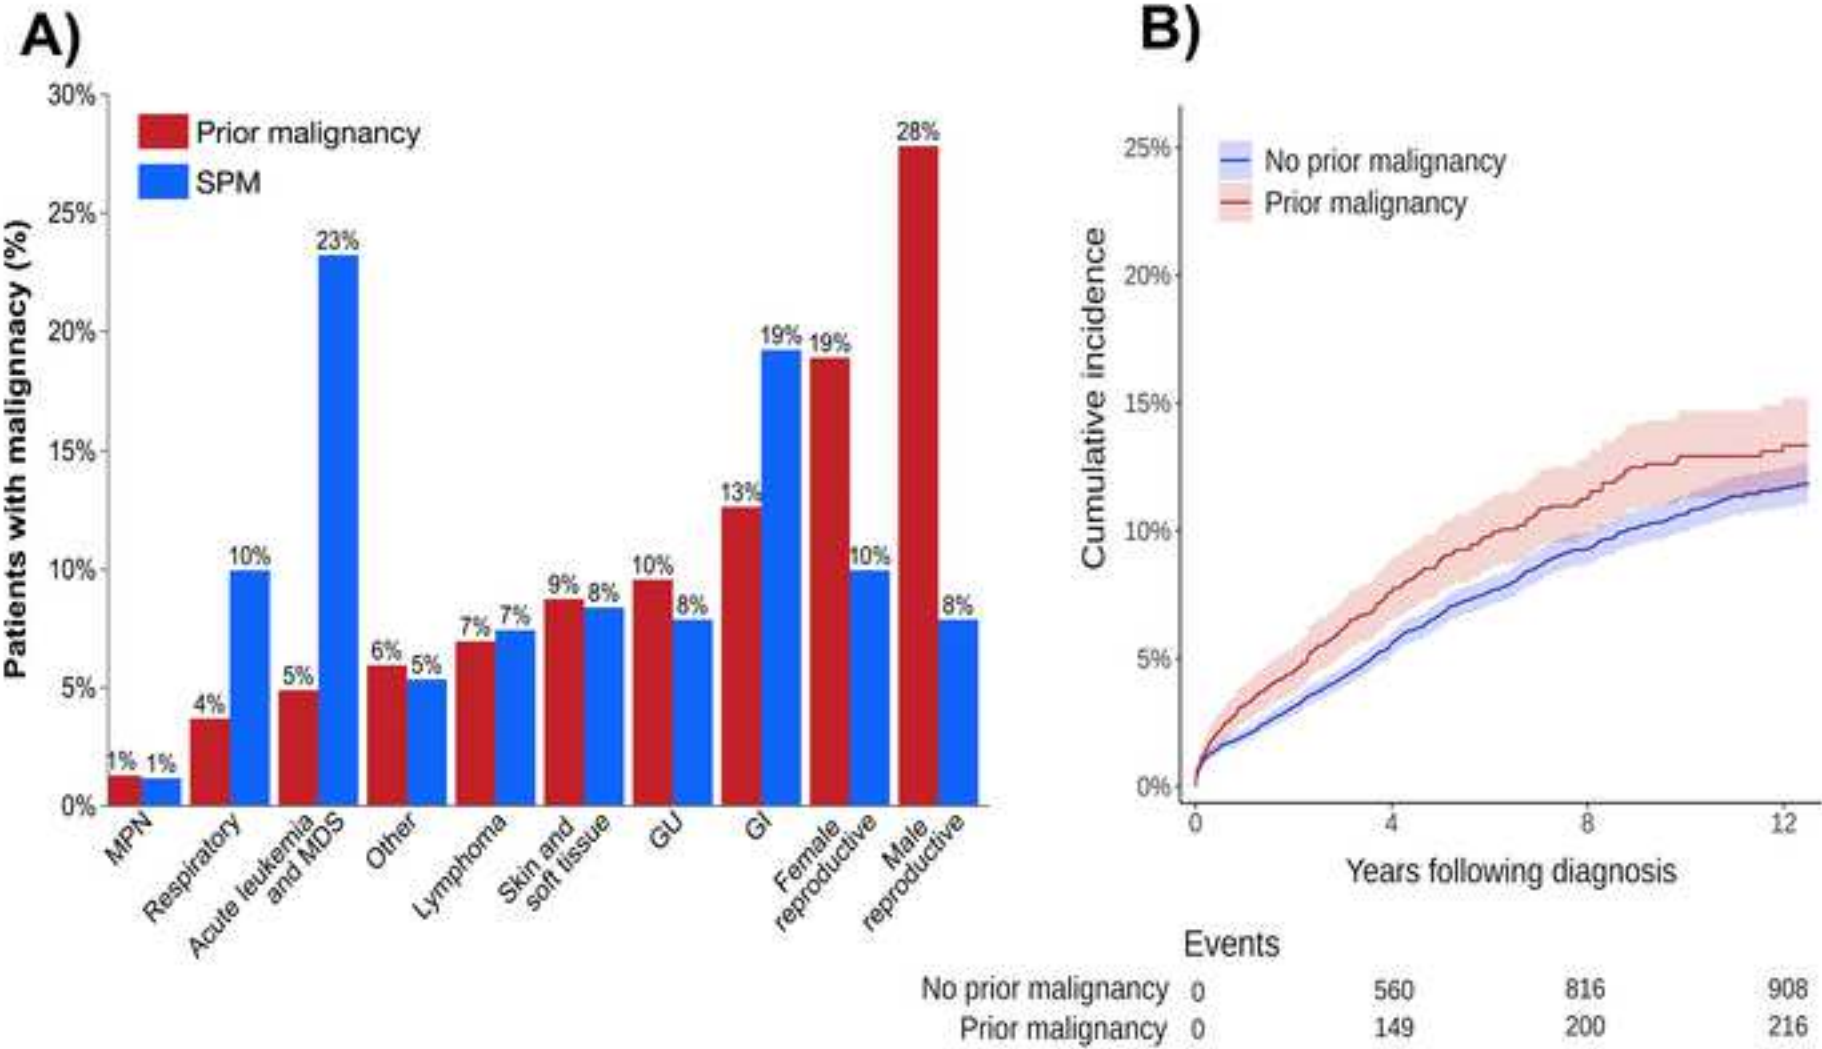 A)
Patients with malignnacy (%)
30%
25%
20%
15%
10%
5%
0%
Prior malignancy
SPM
1%
1%
4%
10%
5%
23%
6%
5%
7%
7%
9%
8%
10%
8%
13%
19%
19%
10%
28%
8%
MPN
Respiratory
Acute leukemia
and MDS
Other
Lymphoma
Skin and
soft tissue
GU
GI
Female
reproductive
Male
reproductive
B)
Cumulative incidence
25%
20%
15%
10%
5%
0%
No prior malignancy
Prior malignancy
0 4 8 12
Years following diagnosis
Events
No prior malignancy 0 560 816 908
Prior malignancy 0 149 200 216